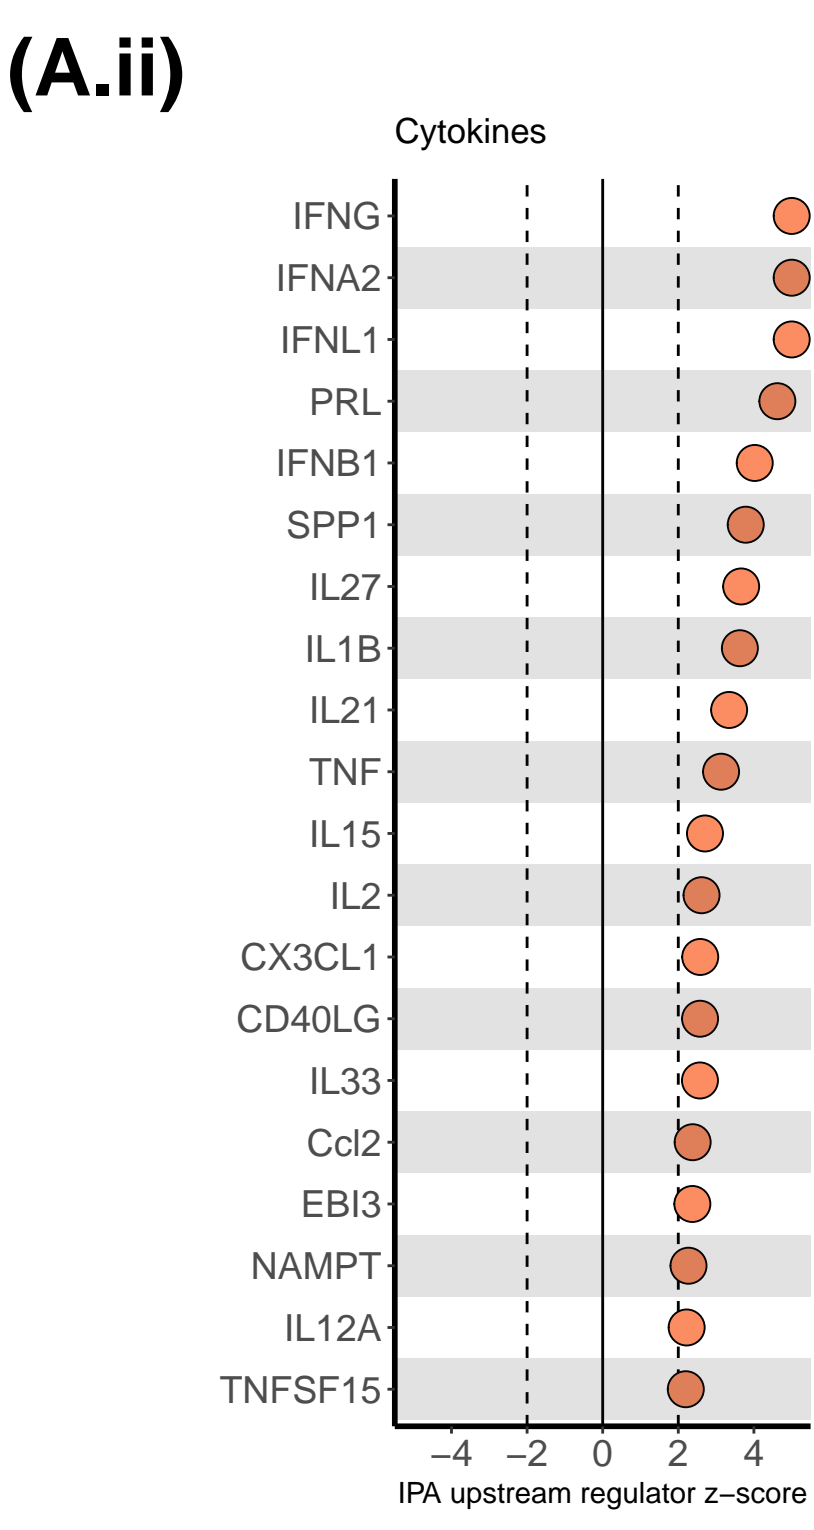 (A.ii)
Cytokines
IFNG
IFNA2
IFNL1
PRL
IFNB1
SPP1
IL27
IL1B
IL21
TNF
IL15
IL2
CX3CL1
CD40LG
IL33
Ccl2
EBI3
NAMPT
IL12A
TNFSF15
−4 −2 0 2 4
IPA upstream regulator z−score